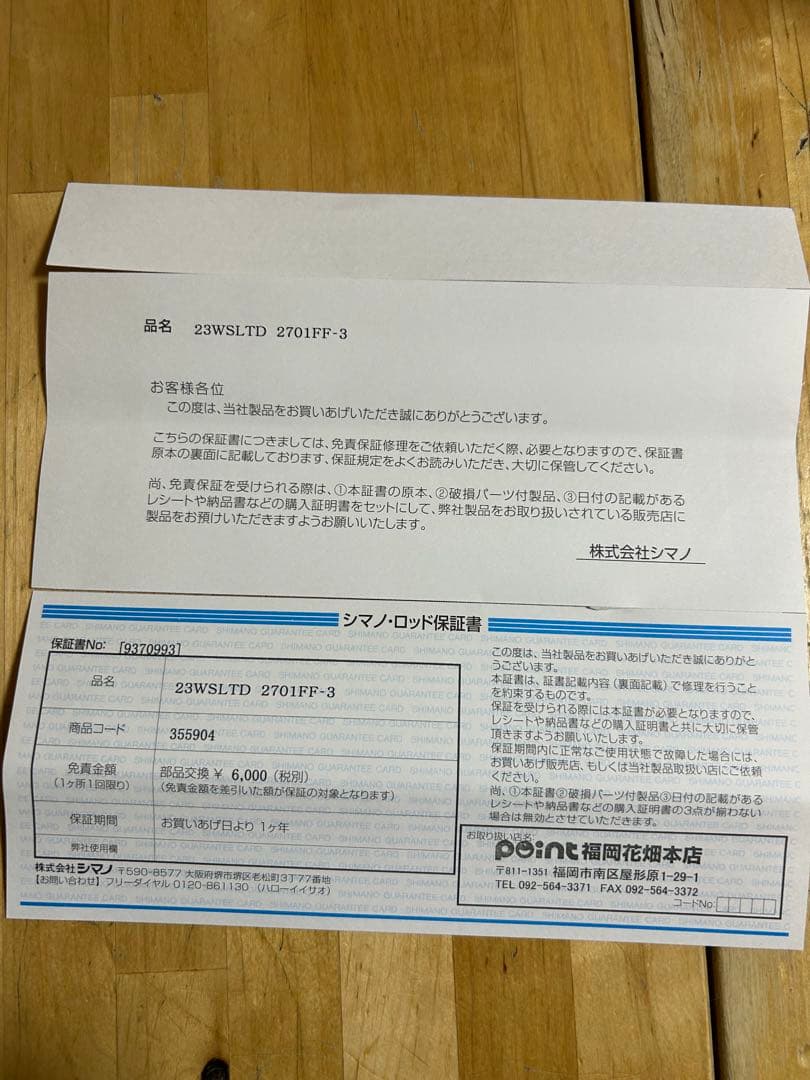 品名 23WSLTD 2701FF-3
お客様各位
この度は、当社製品をお買いあげいただき誠にありがとうございます。
こちらの保証書につきましては、免責保証修理をご依頼いただく際、必要となりますので、保証書
原本の裏面に記載しております、保証規定をよくお読みいただき、大切に保管してください。
尚、免責保証を受けられる際は、①本証書の原本、②破損パーツ付製品、③日付の記載がある
レシートや納品書などの購入証明書をセットにして、弊社製品をお取り扱いされている販売店に
製品をお預けいただきますようお願いいたします。
株式会社シマノ
シマノ・ロッド保証書
保証書No: [9370993]
品名 23WSLTD 2701FF-3
商品コード 355904
免責金額 部品交換 ¥ 6,000 (税別)
(1ヶ所1回限り) (免責金額を差引いた額が保証の対象となります)
保証期間 お買いあげ日より 1ヶ年
弊社使用欄
株式会社シマノ 〒590-8577 大阪府堺市堺区老松町3丁77番地
【お問い合わせ】フリーダイヤル 0120-861130 (ハローイイサオ)
この度は、当社製品をお買いあげいただき誠にありがと
うございます。
本証書は、証書記載内容(裏面記載)で修理を行うこと
を約束するものです。
保証を受けられる際には本証書が必要となりますので、
レシートや納品書などの購入証明書と共に大切に保管
頂きますようお願いいたします。
保証期間内に正常なご使用状態で故障した場合には、
お買いあげ販売店、もしくは当社製品取扱い店にご依頼
ください。
尚、①本証書②破損パーツ付製品③日付の記載がある
レシートや納品書などの購入証明書の3点が揃わない
場合は無効とさせていただきます。
お取り扱い店名:
point 福岡花畑本店
〒811-1351 福岡市南区屋形原1-29-1
TEL 092-564-3371 FAX 092-564-3372
コードNo: